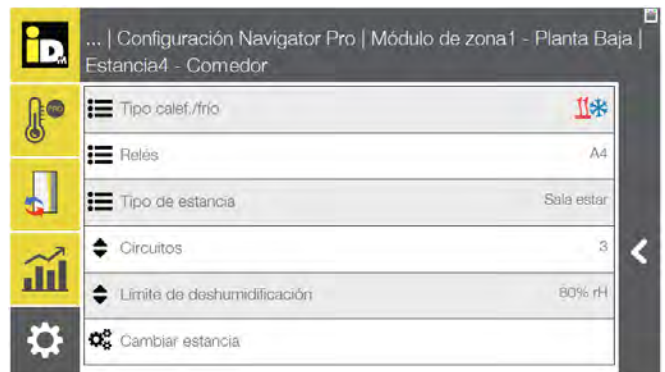 iD.
... | Configuración Navigator Pro | Módulo de zona1 - Planta Baja |
Estancia4 - Comedor
PRO
Tipo calef./frío
Relés
A4
Tipo de estancia
Sala estar
Circuitos
3
Límite de deshumidificación
80% rH
Cambiar estancia